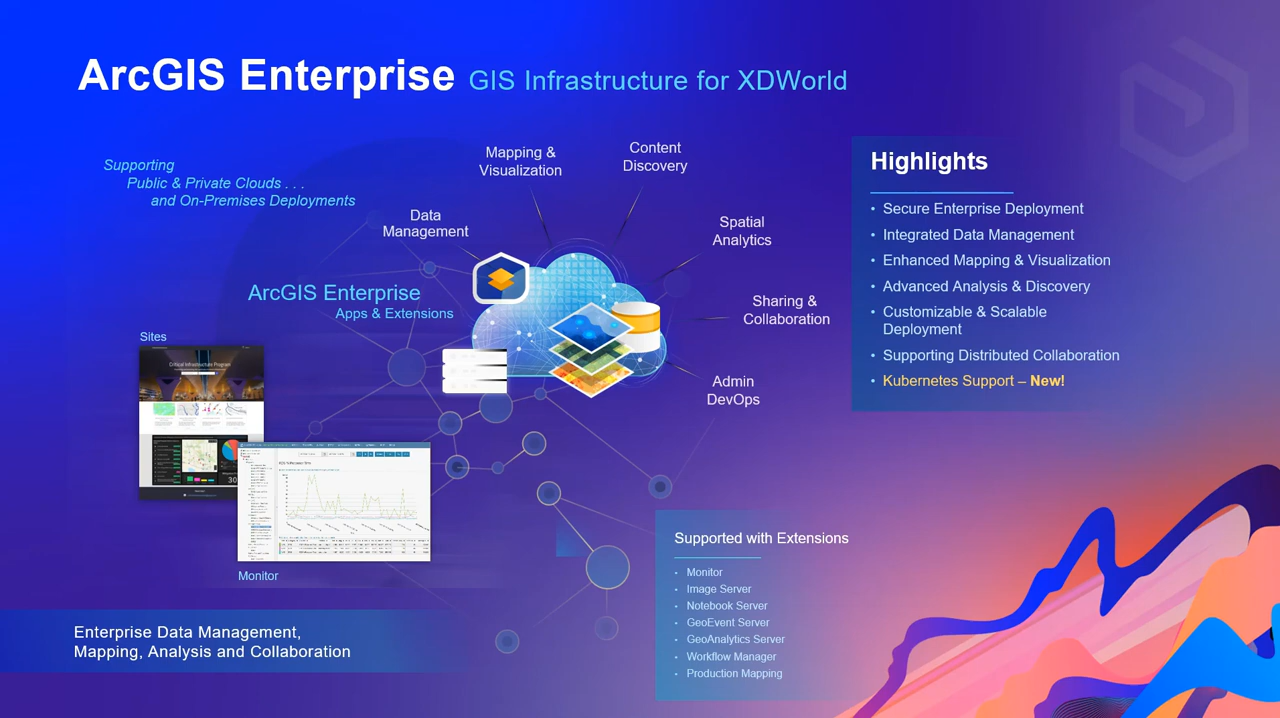 ArcGIS Enterprise GIS Infrastructure for XDWorld
Supporting
Public & Private Clouds . . .
and On-Premises Deployments
Mapping &
Visualization
Content
Discovery
Data
Management
Spatial
Analytics
Sharing &
Collaboration
Admin
DevOps
ArcGIS Enterprise
Apps & Extensions
Sites
Critical Infrastructure Program
Monitor
Enterprise Data Management,
Mapping, Analysis and Collaboration
Highlights
• Secure Enterprise Deployment
• Integrated Data Management
• Enhanced Mapping & Visualization
• Advanced Analysis & Discovery
• Customizable & Scalable
Deployment
• Supporting Distributed Collaboration
• Kubernetes Support – New!
Supported with Extensions
• Monitor
• Image Server
• Notebook Server
• GeoEvent Server
• GeoAnalytics Server
• Workflow Manager
• Production Mapping